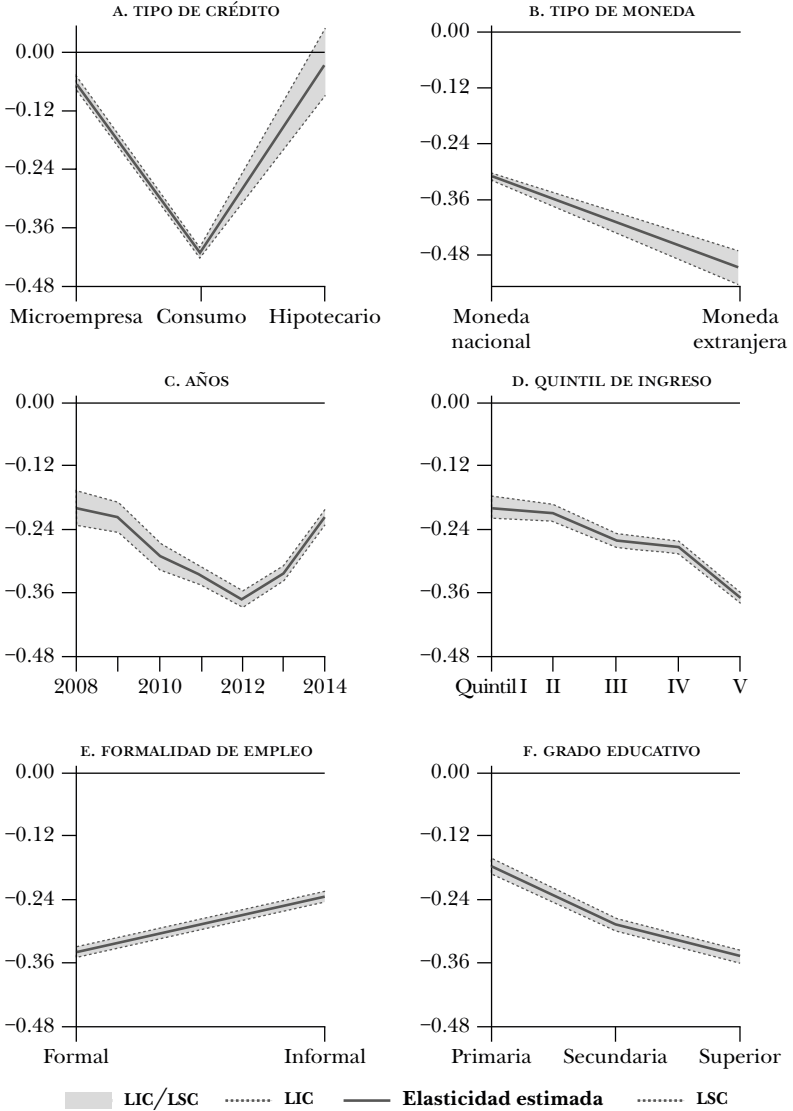 A. TIPO DE CRÉDITO
0.00
−0.12
−0.24
−0.36
−0.48
Microempresa Consumo Hipotecario
B. TIPO DE MONEDA
0.00
−0.12
−0.24
−0.36
−0.48
Moneda nacional
Moneda extranjera
C. AÑOS
0.00
−0.12
−0.24
−0.36
−0.48
2008 2010 2012 2014
D. QUINTIL DE INGRESO
0.00
−0.12
−0.24
−0.36
−0.48
Quintil I II III IV V
E. FORMALIDAD DE EMPLEO
0.00
−0.12
−0.24
−0.36
−0.48
Formal Informal
F. GRADO EDUCATIVO
0.00
−0.12
−0.24
−0.36
−0.48
Primaria Secundaria Superior
LIC/LSC LIC Elasticidad estimada LSC